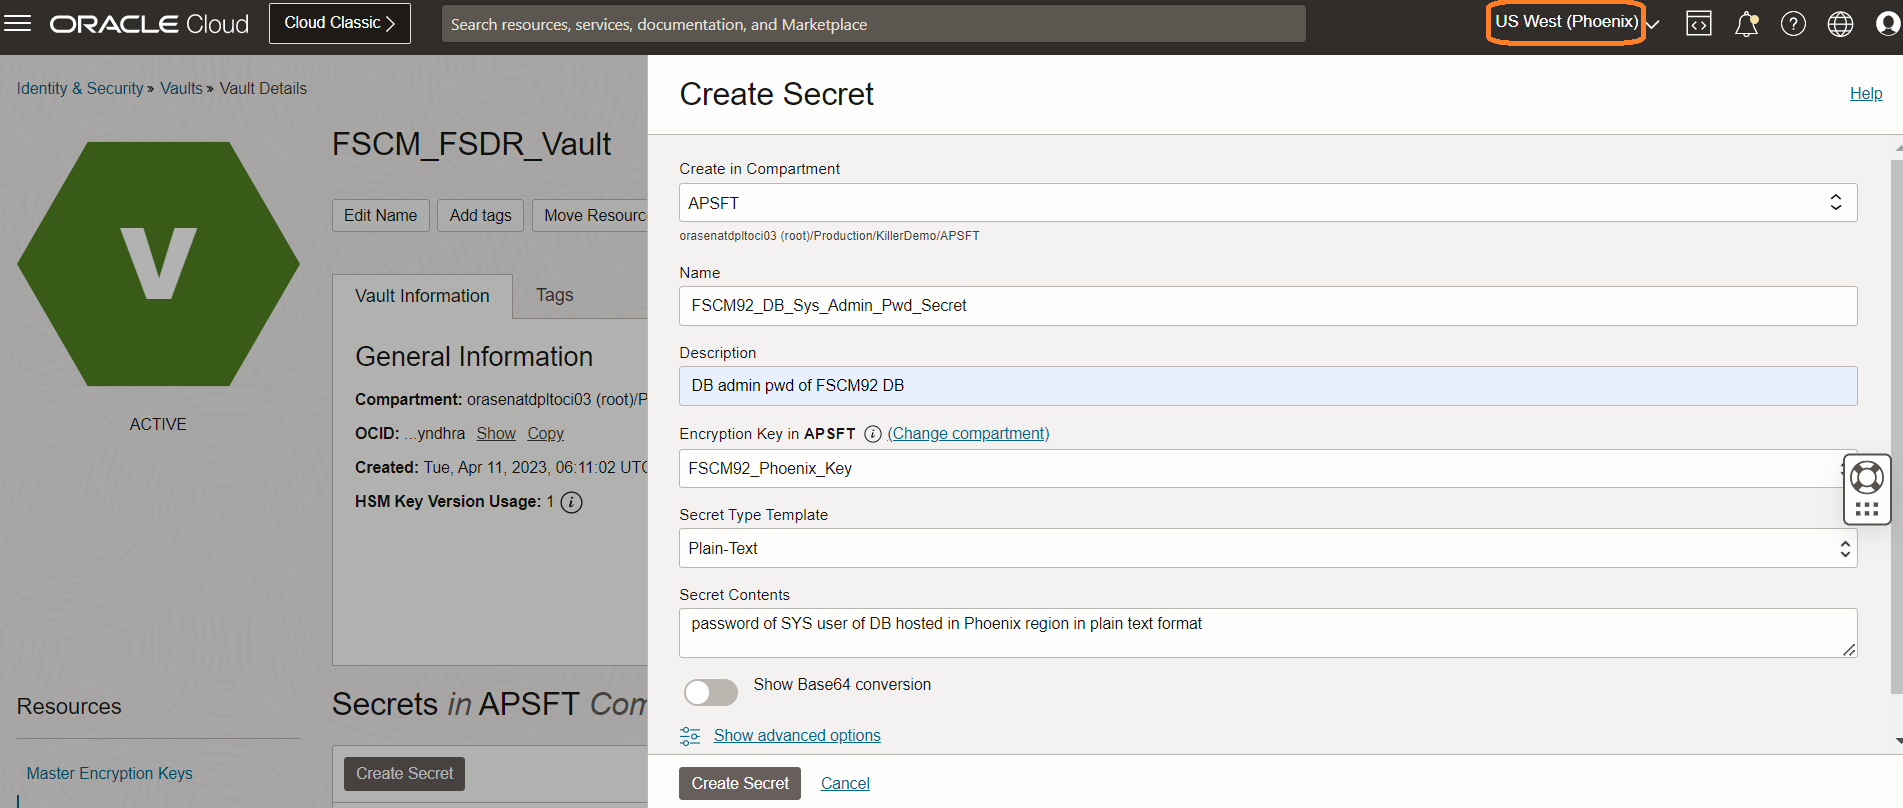 ORACLE Cloud
Cloud Classic
Search resources, services, documentation, and Marketplace
US West (Phoenix)
Identity & Security » Vaults » Vault Details
V
ACTIVE
FSCM_FSDR_Vault
Edit Name
Add tags
Move Resourc
Vault Information
Tags
General Information
Compartment: orasenatdpltoci03 (root)/P
OCID: ...yndhra Show Copy
Created: Tue, Apr 11, 2023, 06:11:02 UTC
HSM Key Version Usage: 1
Resources
Master Encryption Keys
Secrets in APSFT Com
Create Secret
Create Secret
Help
Create in Compartment
APSFT
orasenatdpltoci03 (root)/Production/KillerDemo/APSFT
Name
FSCM92_DB_Sys_Admin_Pwd_Secret
Description
DB admin pwd of FSCM92 DB
Encryption Key in APSFT (Change compartment)
FSCM92_Phoenix_Key
Secret Type Template
Plain-Text
Secret Contents
password of SYS user of DB hosted in Phoenix region in plain text format
Show Base64 conversion
Show advanced options
Create Secret
Cancel